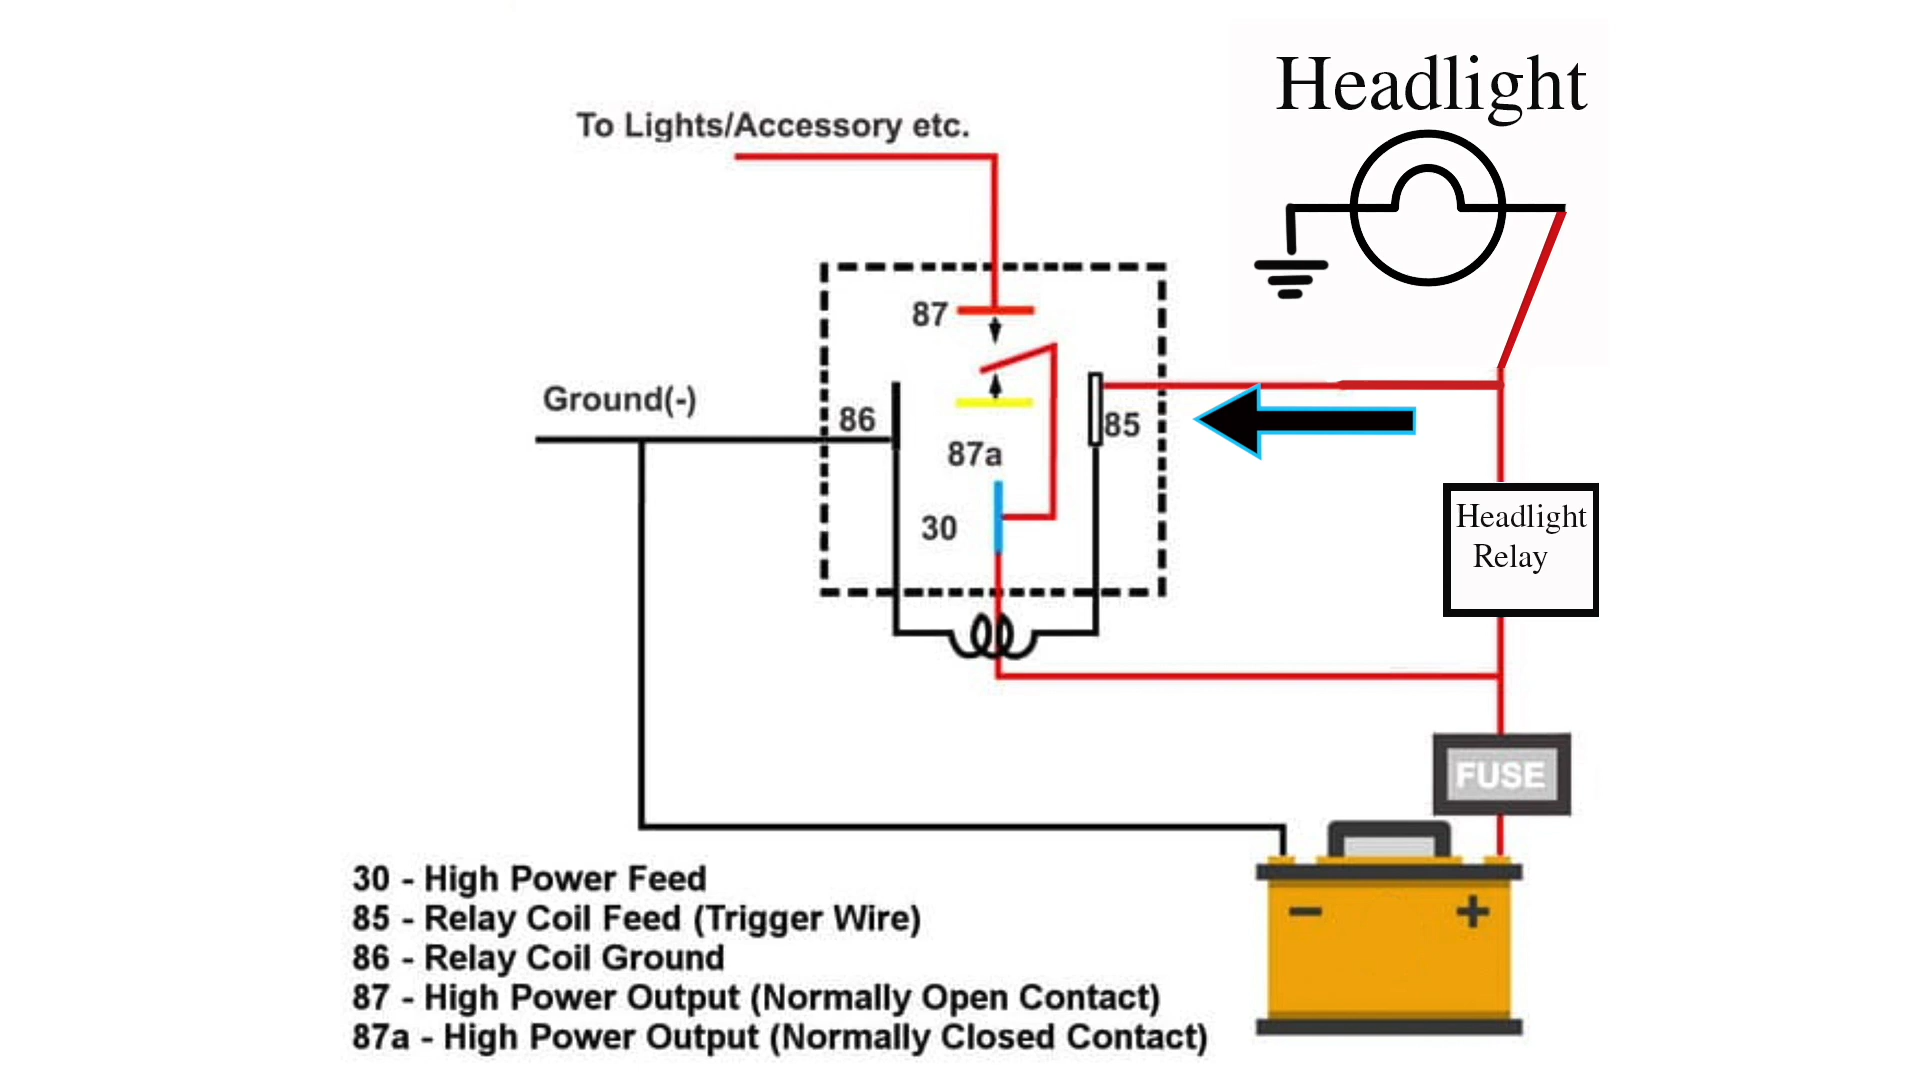 Headlight
To Lights/Accessory etc.
87
Ground(-)
86
85
87a
30
Headlight
Relay
FUSE
- +
30 - High Power Feed
85 - Relay Coil Feed (Trigger Wire)
86 - Relay Coil Ground
87 - High Power Output (Normally Open Contact)
87a - High Power Output (Normally Closed Contact)